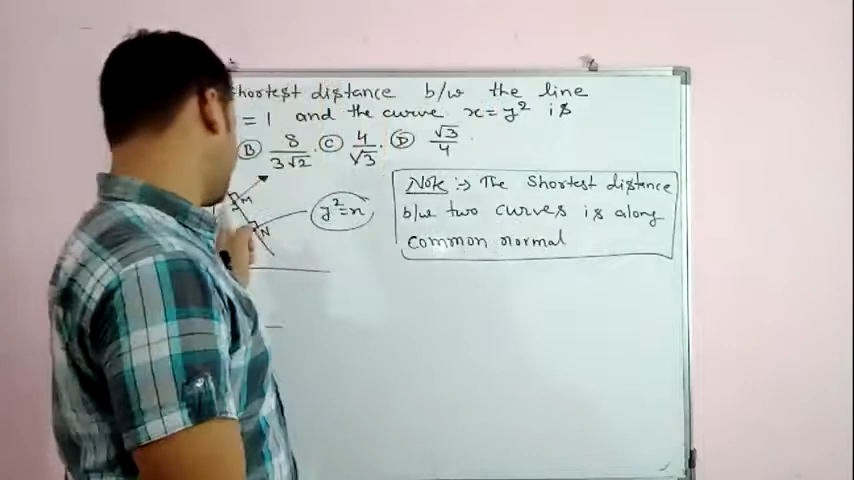 shortest distance b/w the line
= 1 and the curve x = y² is
(B) 8/3√2 . (C) 4/√3 . (D) √3/4 .
M
N
y² = x
Note :→ The Shortest distance
b/w two curves is along
common normal